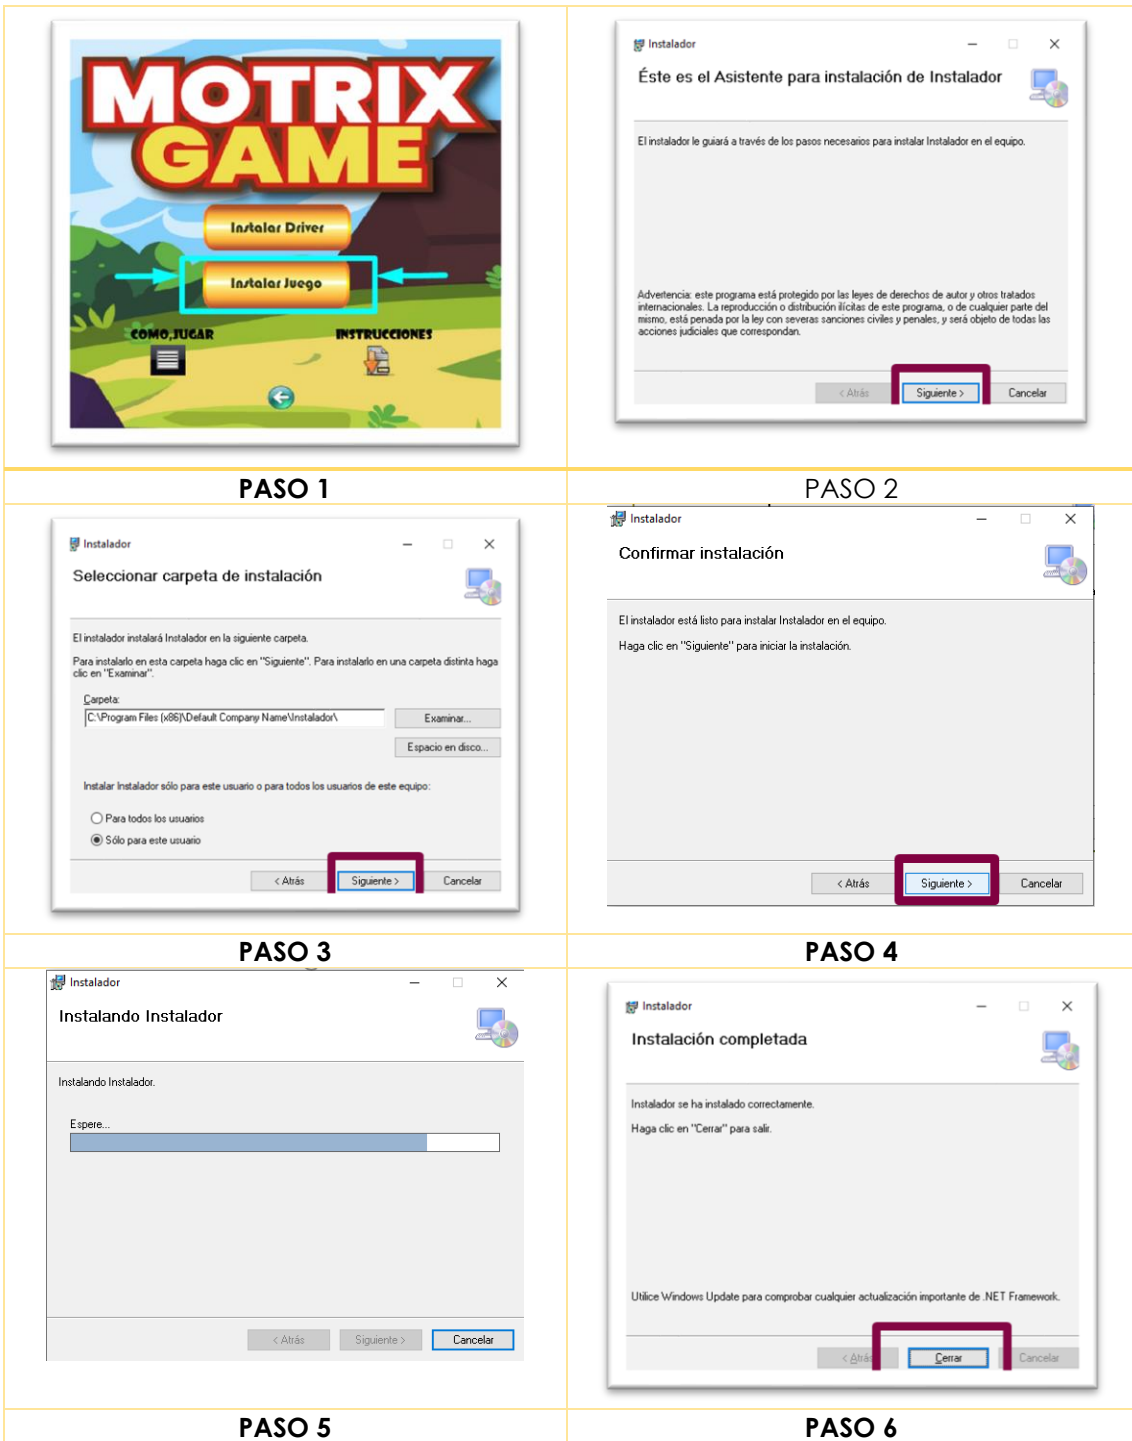 MOTRIX
GAME
Instalar Driver
Instalar Juego
COMO,JUGAR
INSTRUCCIONES
Instalador
Éste es el Asistente para instalación de Instalador
El instalador le guiará a través de los pasos necesarios para instalar Instalador en el equipo.
Advertencia: este programa está protegido por las leyes de derechos de autor y otros tratados
internacionales. La reproducción o distribución ilícitas de este programa, o de cualquier parte del
mismo, está penada por la ley con severas sanciones civiles y penales, y será objeto de todas las
acciones judiciales que correspondan.
< Atrás
Siguiente >
Cancelar
PASO 1
PASO 2
Instalador
Seleccionar carpeta de instalación
El instalador instalará Instalador en la siguiente carpeta.
Para instalarlo en esta carpeta haga clic en "Siguiente". Para instalarlo en una carpeta distinta haga
clic en "Examinar".
Carpeta:
C:\Program Files (x86)\Default Company Name\Instalador\
Examinar...
Espacio en disco...
Instalar Instalador sólo para este usuario o para todos los usuarios de este equipo:
Para todos los usuarios
Sólo para este usuario
< Atrás
Siguiente >
Cancelar
Instalador
Confirmar instalación
El instalador está listo para instalar Instalador en el equipo.
Haga clic en "Siguiente" para iniciar la instalación.
< Atrás
Siguiente >
Cancelar
PASO 3
PASO 4
Instalador
Instalando Instalador
Instalando Instalador.
Espere...
< Atrás
Siguiente >
Cancelar
Instalador
Instalación completada
Instalador se ha instalado correctamente.
Haga clic en "Cerrar" para salir.
Utilice Windows Update para comprobar cualquier actualización importante de .NET Framework.
< Atrás
Cerrar
Cancelar
PASO 5
PASO 6